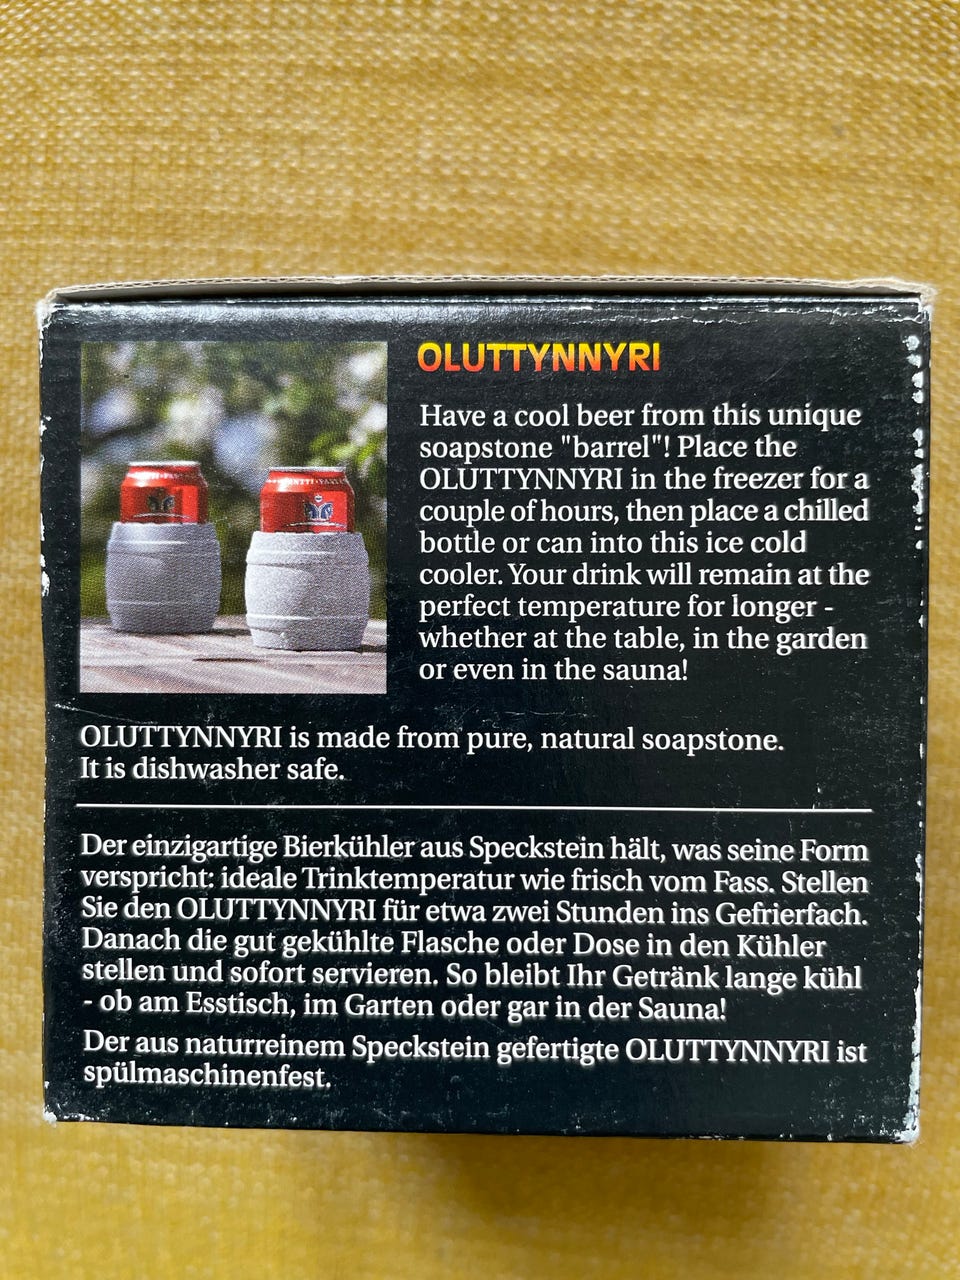 OLUTTYNNYRI
Have a cool beer from this unique
soapstone "barrel"! Place the
OLUTTYNNYRI in the freezer for a
couple of hours, then place a chilled
bottle or can into this ice cold
cooler. Your drink will remain at the
perfect temperature for longer -
whether at the table, in the garden
or even in the sauna!
OLUTTYNNYRI is made from pure, natural soapstone.
It is dishwasher safe.
Der einzigartige Bierkühler aus Speckstein hält, was seine Form
verspricht: ideale Trinktemperatur wie frisch vom Fass. Stellen
Sie den OLUTTYNNYRI für etwa zwei Stunden ins Gefrierfach.
Danach die gut gekühlte Flasche oder Dose in den Kühler
stellen und sofort servieren. So bleibt Ihr Getränk lange kühl
- ob am Esstisch, im Garten oder gar in der Sauna!
Der aus naturreinem Speckstein gefertigte OLUTTYNNYRI ist
spülmaschinenfest.